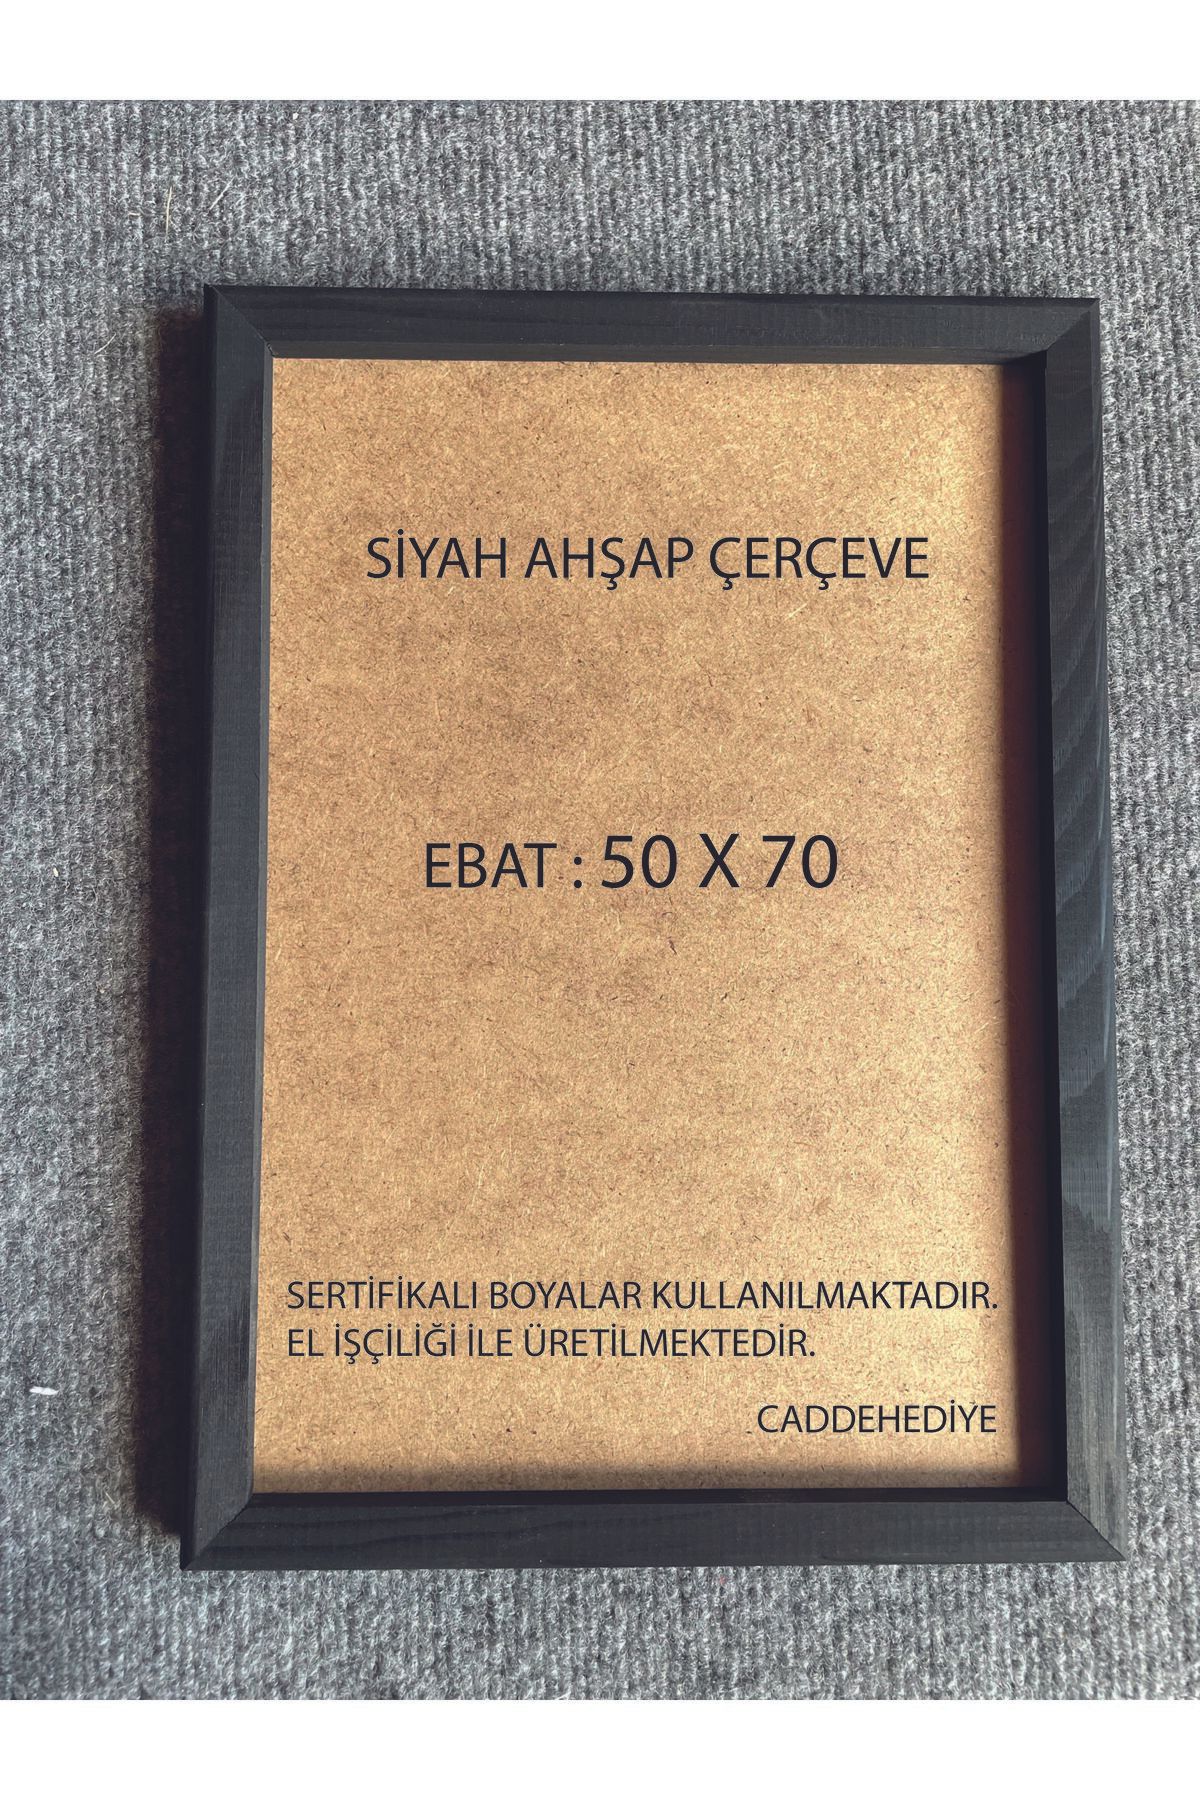 SİYAH AHŞAP ÇERÇEVE
EBAT : 50 X 70
SERTİFİKALI BOYALAR KULLANILMAKTADIR.
EL İŞÇİLİĞİ İLE ÜRETİLMEKTEDİR.
CADDEHEDİYE